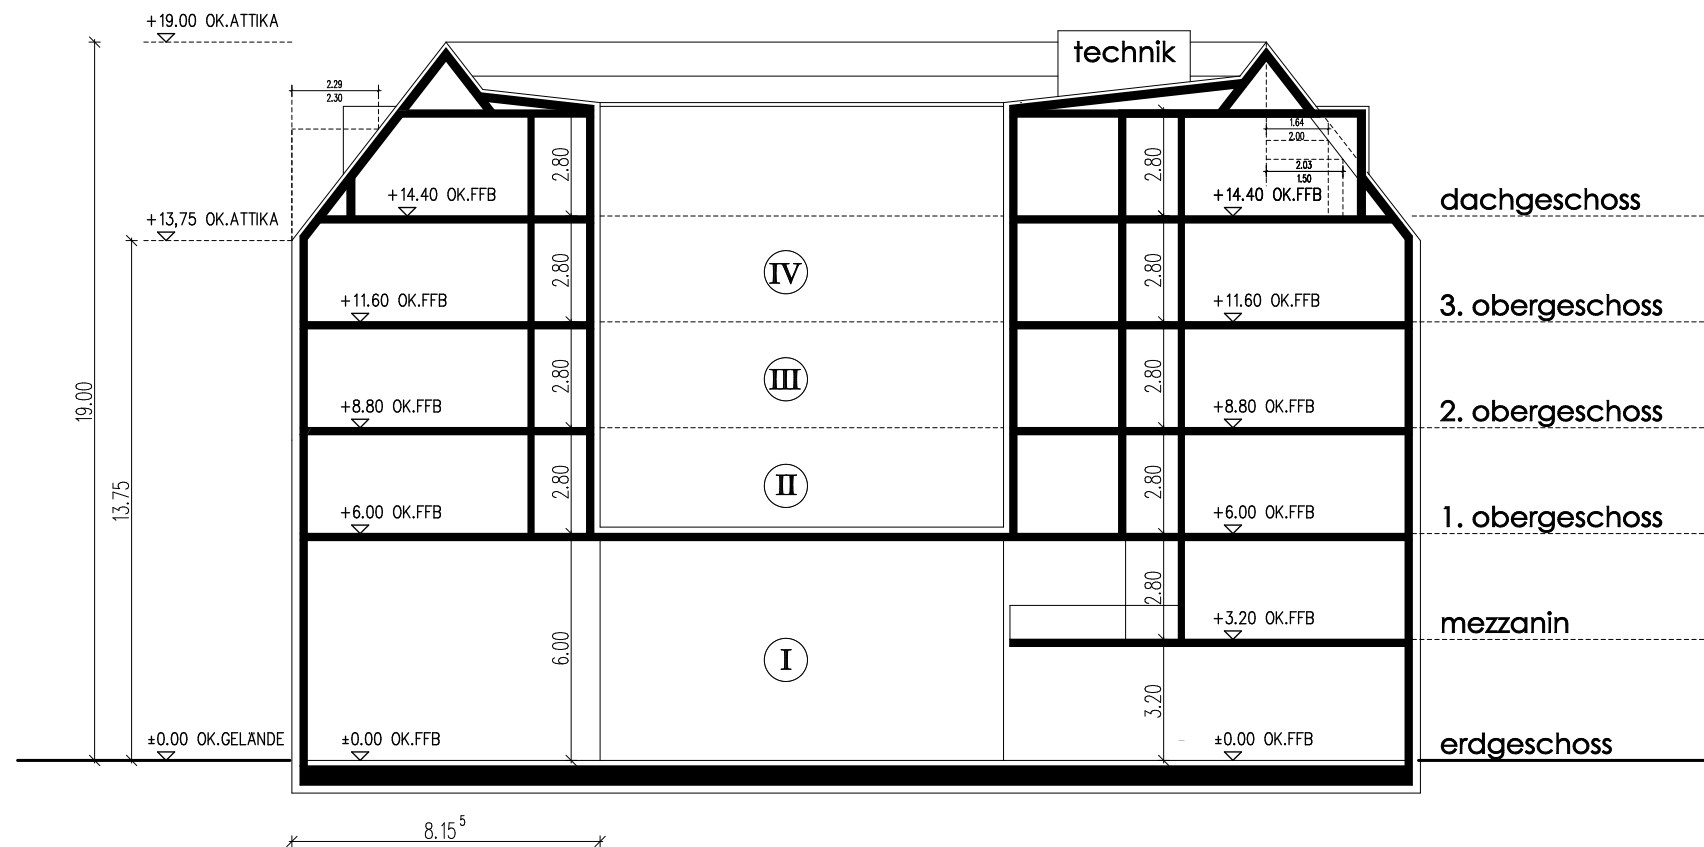 +19.00 OK.ATTIKA
technik
2.29
2.30
1.64
2.00
2.03
1.50
2.80
2.80
+14.40 OK.FFB
+14.40 OK.FFB
dachgeschoss
+13,75 OK.ATTIKA
IV
2.80
2.80
+11.60 OK.FFB
+11.60 OK.FFB
3. obergeschoss
19.00
III
2.80
2.80
+8.80 OK.FFB
+8.80 OK.FFB
2. obergeschoss
13.75
II
2.80
2.80
+6.00 OK.FFB
+6.00 OK.FFB
1. obergeschoss
2.80
+3.20 OK.FFB
mezzanin
6.00
I
3.20
±0.00 OK.GELÄNDE
±0.00 OK.FFB
±0.00 OK.FFB
erdgeschoss
8.15⁵